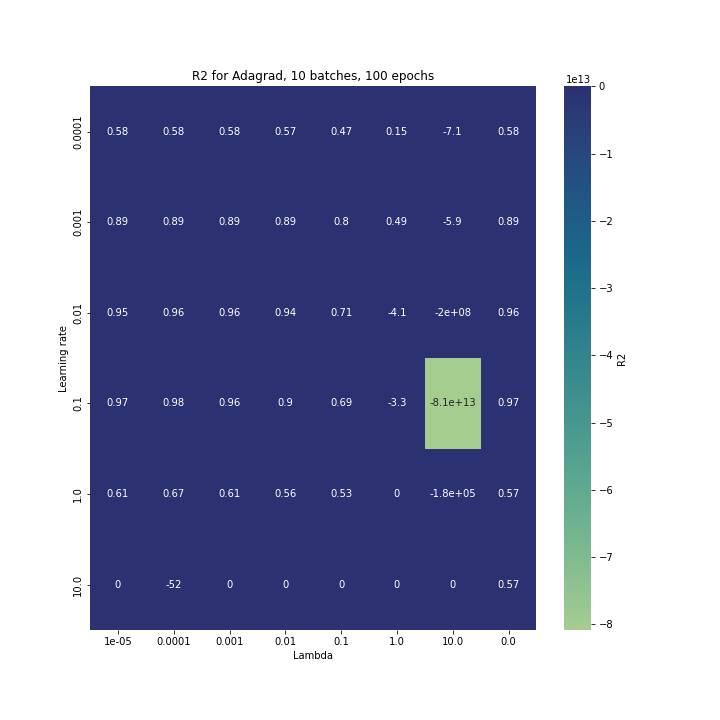 R2 for Adagrad, 10 batches, 100 epochs
1e13
0.0001 0.58 0.58 0.58 0.57 0.47 0.15 -7.1 0.58
0.001 0.89 0.89 0.89 0.89 0.8 0.49 -5.9 0.89
0.01 0.95 0.96 0.96 0.94 0.71 -4.1 -2e+08 0.96
0.1 0.97 0.98 0.96 0.9 0.69 -3.3 -8.1e+13 0.97
1.0 0.61 0.67 0.61 0.56 0.53 0 -1.8e+05 0.57
10.0 0 -52 0 0 0 0 0 0.57
1e-05 0.0001 0.001 0.01 0.1 1.0 10.0 0.0
Lambda
Learning rate
0
−1
−2
−3
−4
−5
−6
−7
−8
R2